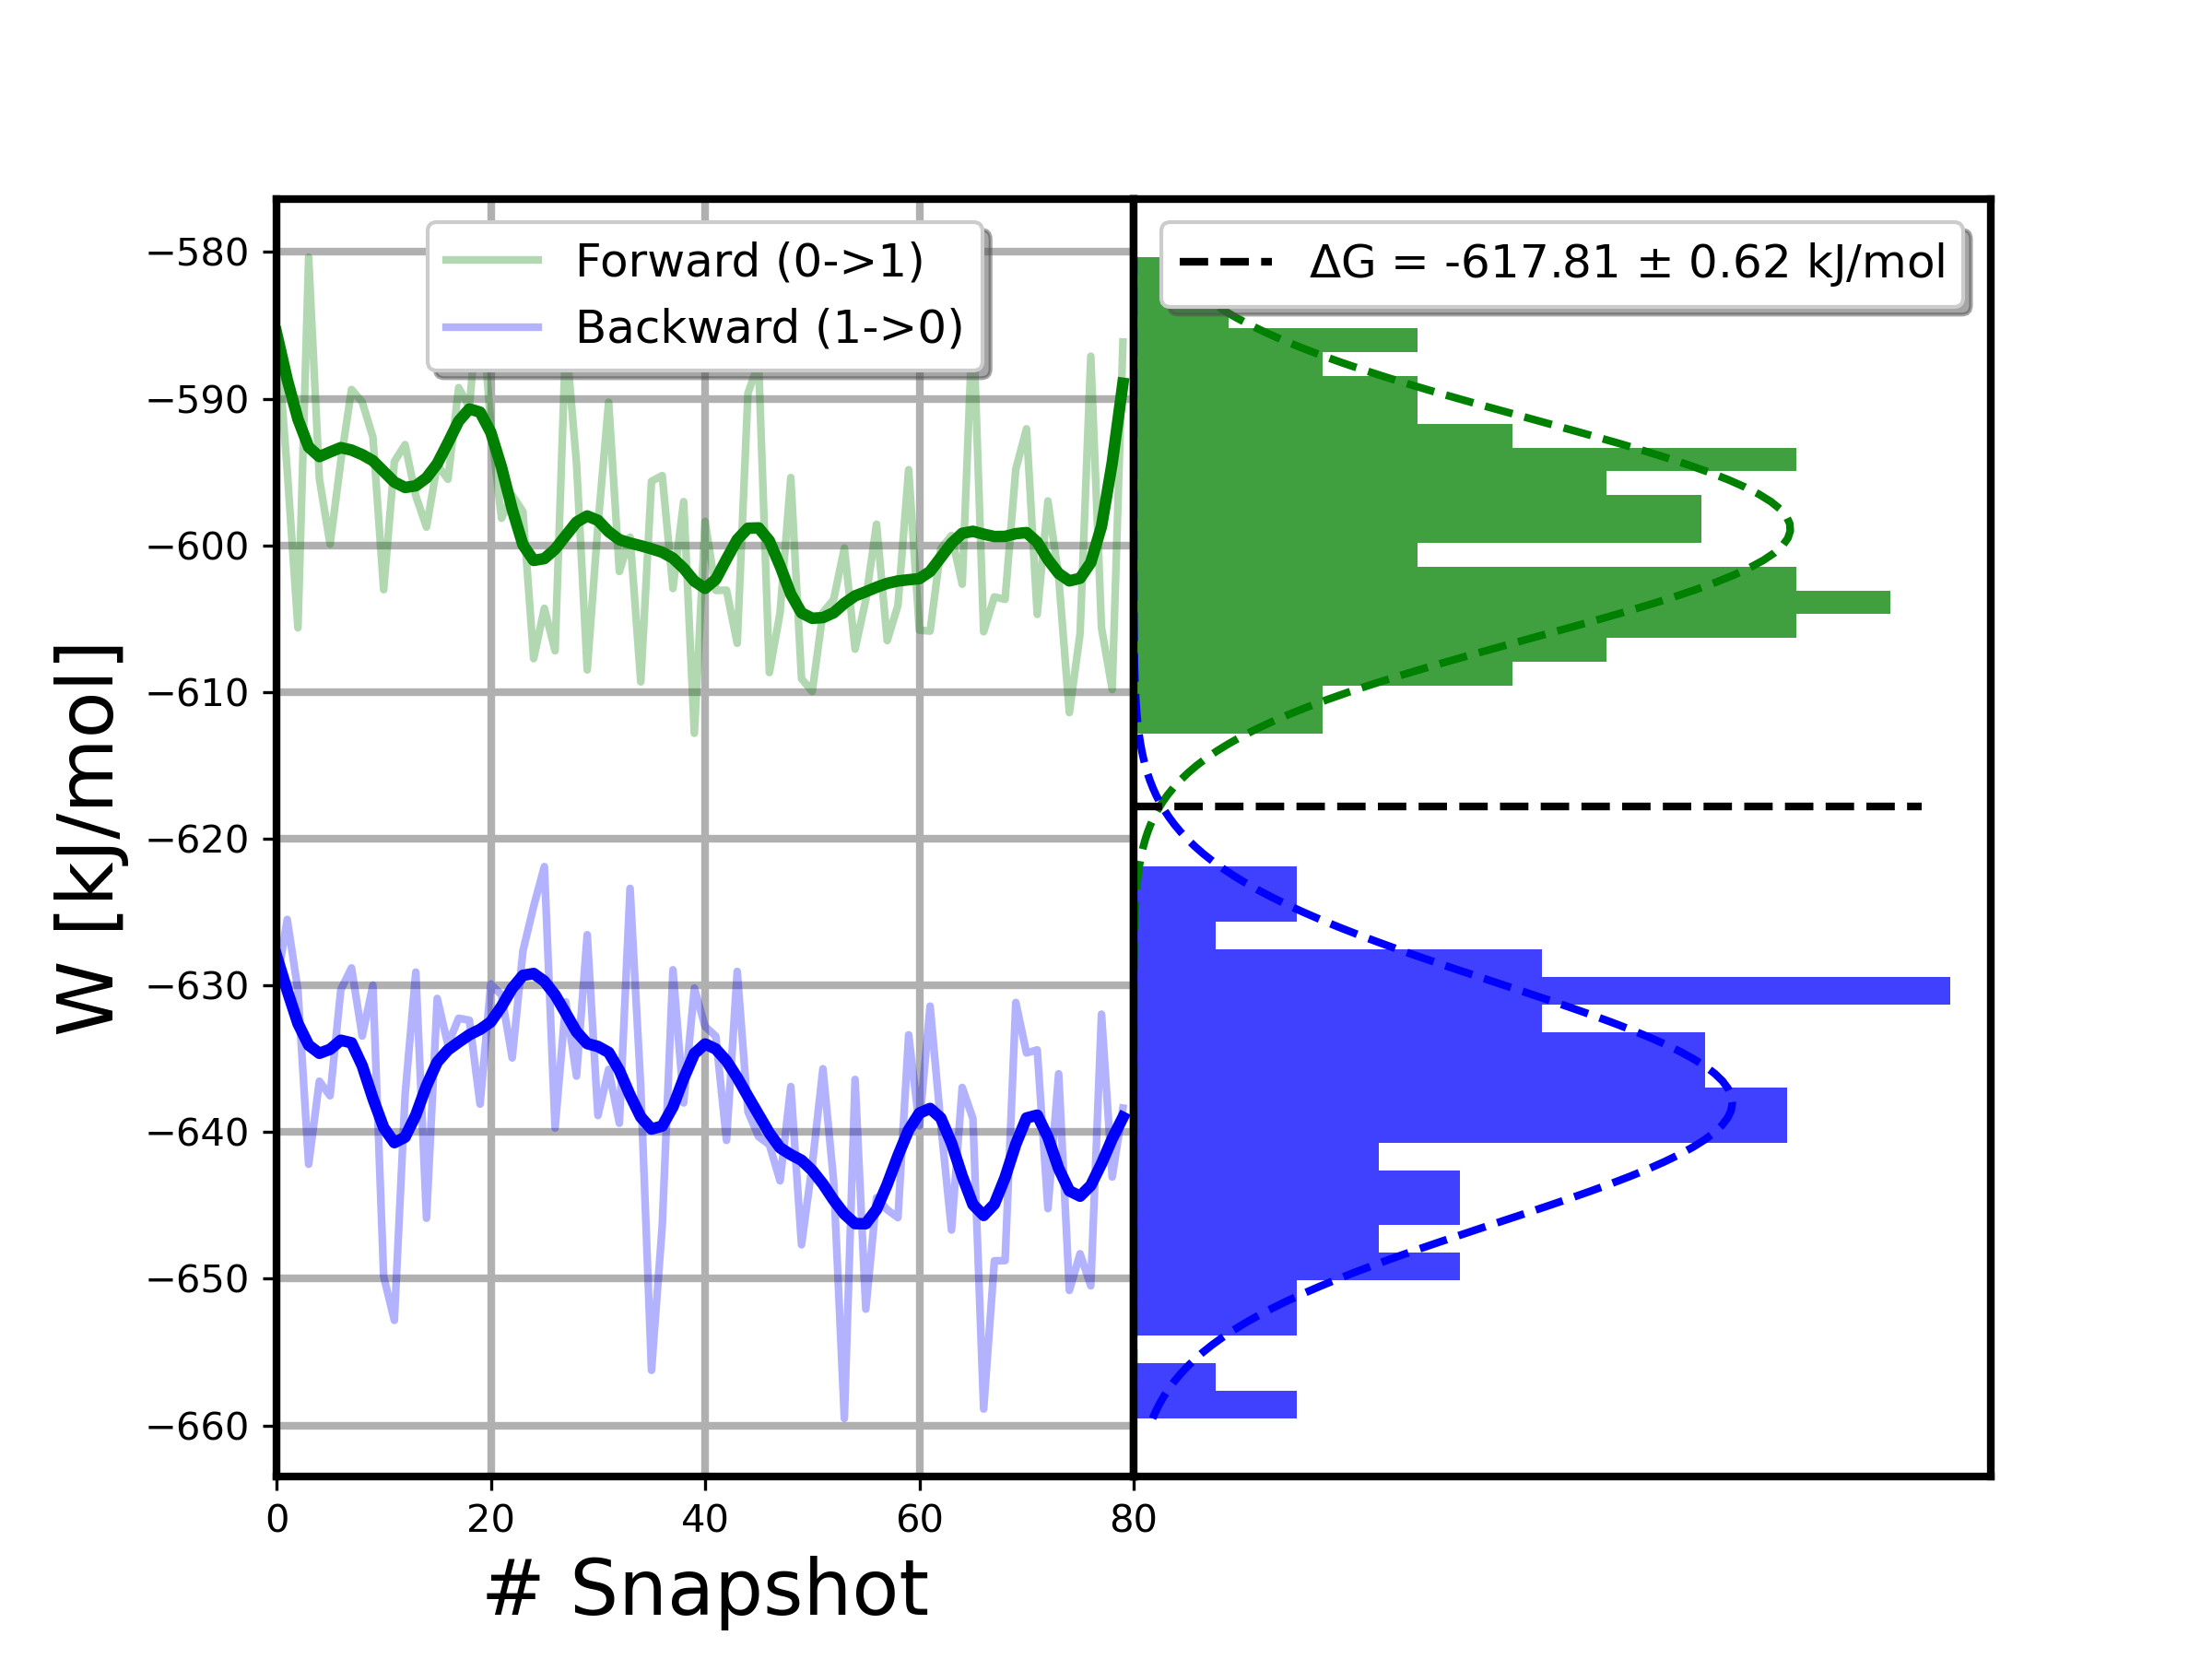 Forward (0->1)
Backward (1->0)
ΔG = -617.81 ± 0.62 kJ/mol
W [kJ/mol]
−580
−590
−600
−610
−620
−630
−640
−650
−660
0 20 40 60 80
# Snapshot